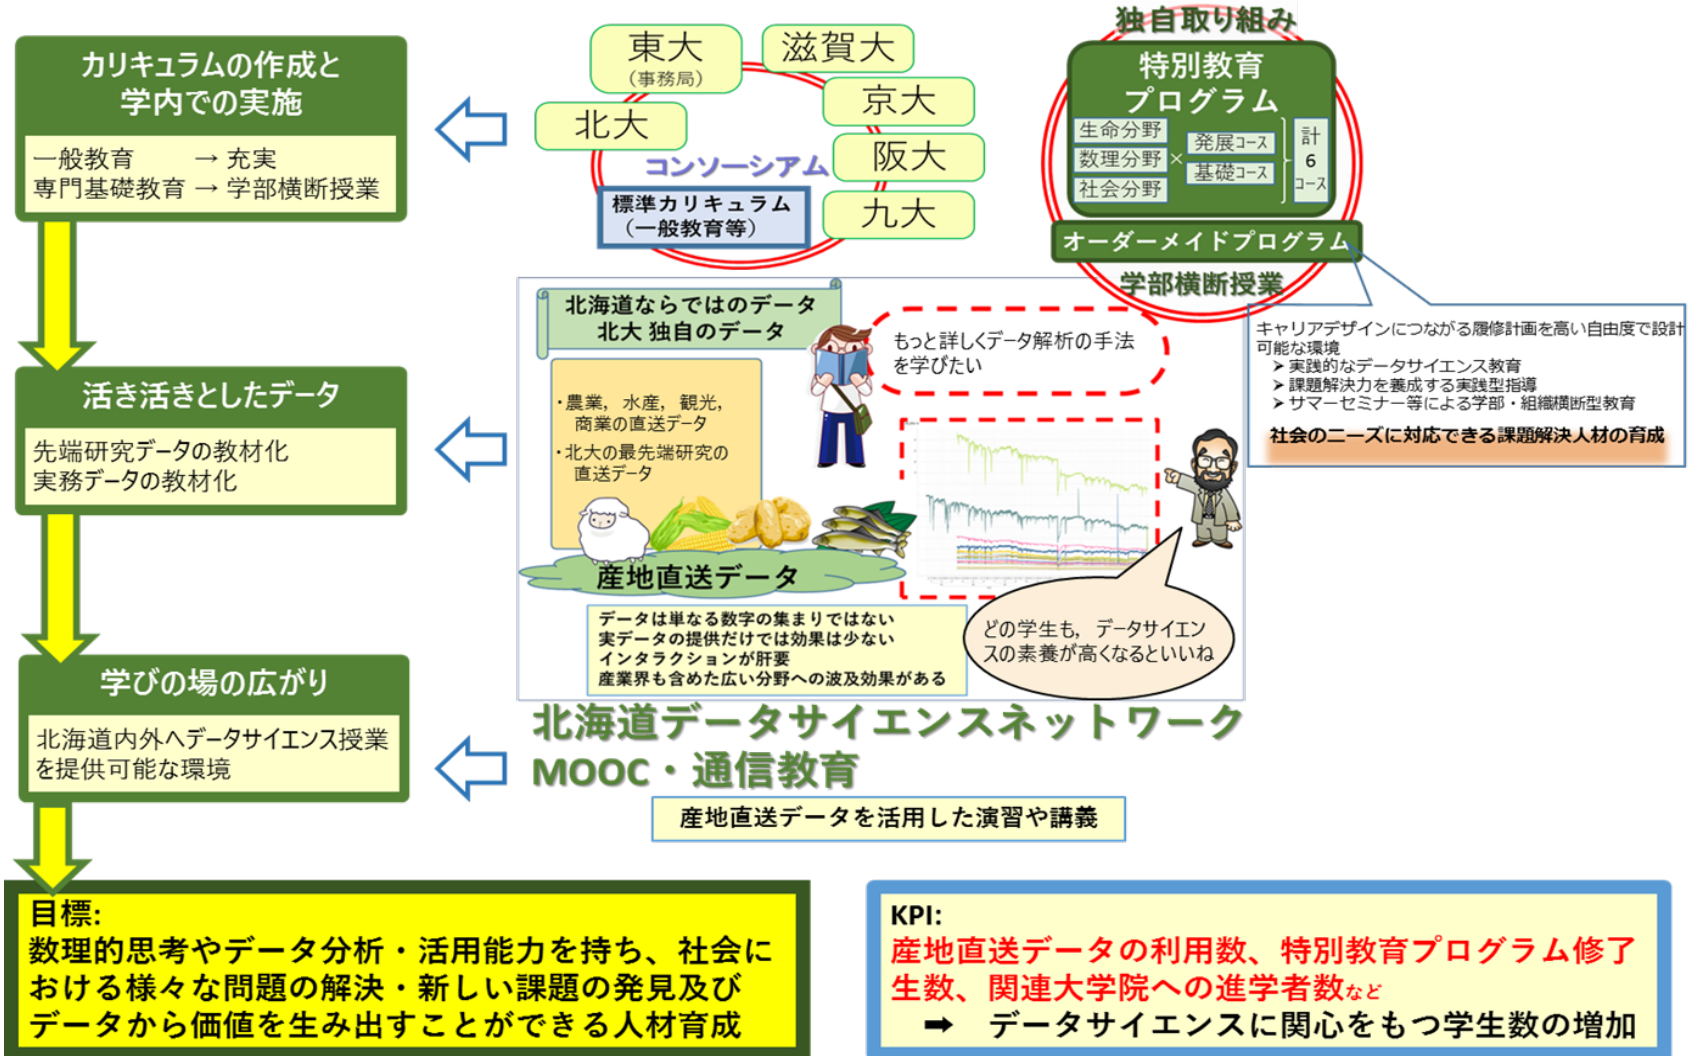 カリキュラムの作成と
学内での実施
一般教育 → 充実
専門基礎教育 → 学部横断授業
東大
（事務局）
滋賀大
北大
京大
阪大
九大
コンソーシアム
標準カリキュラム
（一般教育等）
独自取り組み
特別教育
プログラム
生命分野
数理分野
社会分野
×
発展コース
基礎コース
計
6
コース
オーダーメイドプログラム
学部横断授業
キャリアデザインにつながる履修計画を高い自由度で設計
可能な環境
➤ 実践的なデータサイエンス教育
➤ 課題解決力を養成する実践型指導
➤ サマーセミナー等による学部・組織横断型教育
社会のニーズに対応できる課題解決人材の育成
活き活きとしたデータ
先端研究データの教材化
実務データの教材化
北海道ならではのデータ
北大 独自のデータ
・農業，水産，観光，
商業の直送データ
・北大の最先端研究の
直送データ
産地直送データ
もっと詳しくデータ解析の手法
を学びたい
どの学生も，データサイエン
スの素養が高くなるといいね
データは単なる数字の集まりではない
実データの提供だけでは効果は少ない
インタラクションが肝要
産業界も含めた広い分野への波及効果がある
学びの場の広がり
北海道内外へデータサイエンス授業
を提供可能な環境
北海道データサイエンスネットワーク
MOOC・通信教育
産地直送データを活用した演習や講義
目標:
数理的思考やデータ分析・活用能力を持ち、社会に
おける様々な問題の解決・新しい課題の発見及び
データから価値を生み出すことができる人材育成
KPI:
産地直送データの利用数、特別教育プログラム修了
生数、関連大学院への進学者数など
➡ データサイエンスに関心をもつ学生数の増加